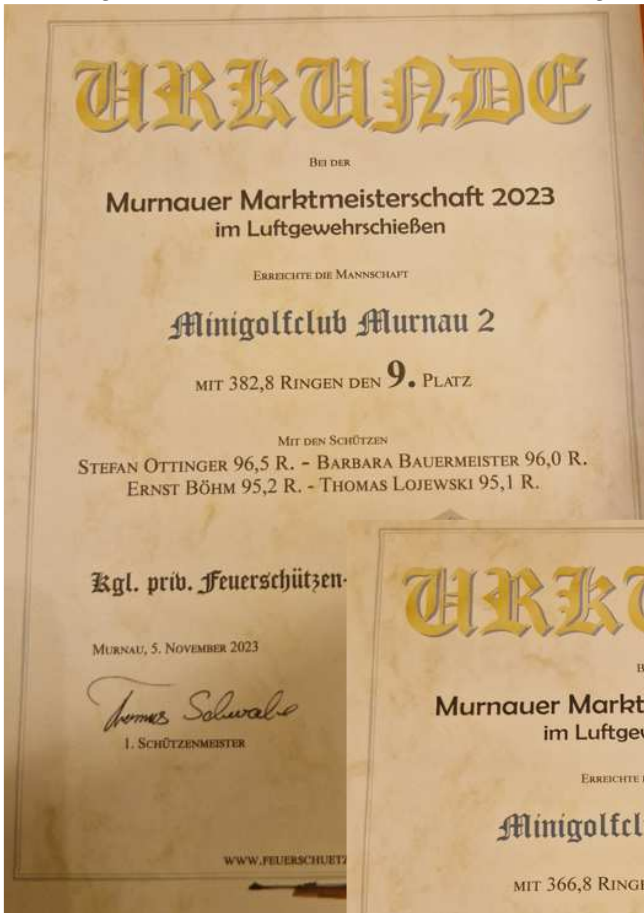 URKUNDE
BEI DER
Murnauer Marktmeisterschaft 2023
im Luftgewehrschießen
ERREICHTE DIE MANNSCHAFT
Minigolfclub Murnau 2
MIT 382,8 RINGEN DEN 9. PLATZ
MIT DEN SCHÜTZEN
STEFAN OTTINGER 96,5 R. - BARBARA BAUERMEISTER 96,0 R.
ERNST BÖHM 95,2 R. - THOMAS LOJEWSKI 95,1 R.
Kgl. priv. Feuerschützen-
MURNAU, 5. NOVEMBER 2023
Thomas Schwabe
1. SCHÜTZENMEISTER
WWW.FEUERSCHUETZ
URKU
Murnauer Markt
im Luftgew
ERREICHTE
Minigolfcl
MIT 366,8 RINGE